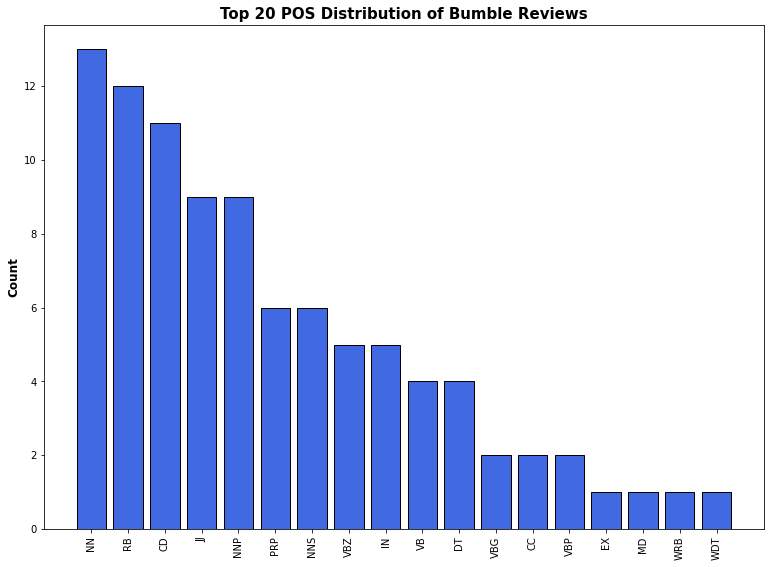 Top 20 POS Distribution of Bumble Reviews
Count
12
10
8
6
4
2
0
NN
RB
CD
JJ
NNP
PRP
NNS
VBZ
IN
VB
DT
VBG
CC
VBP
EX
MD
WRB
WDT